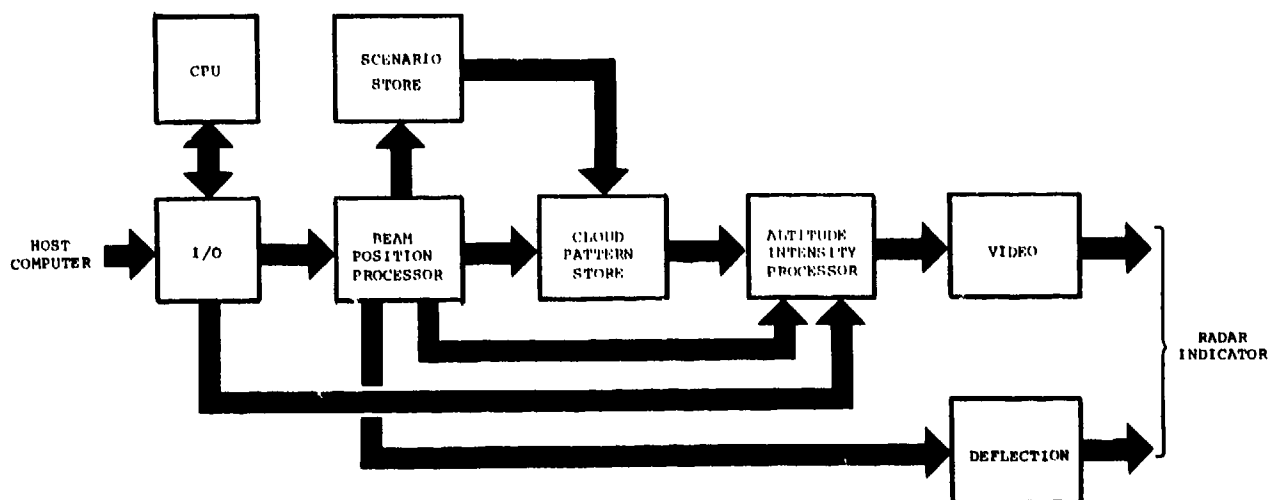 CPU
SCENARIO
STORE
HOST
COMPUTER
I/O
BEAM
POSITION
PROCESSOR
CLOUD
PATTERN
STORE
ALTITUDE
INTENSITY
PROCESSOR
VIDEO
RADAR
INDICATOR
DEFLECTION